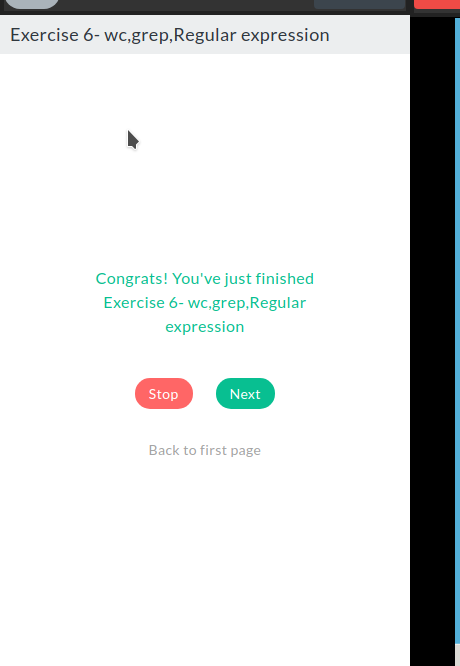 Exercise 6- wc,grep,Regular expression
Congrats! You've just finished
Exercise 6- wc,grep,Regular
expression
Stop
Next
Back to first page